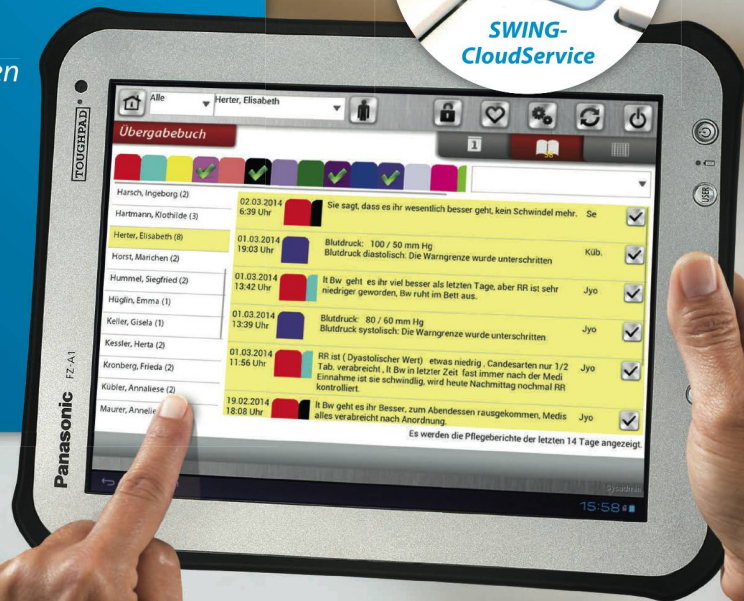 en
SWING-
CloudService
TOUGHPAD
Panasonic FZ-A1
USER
Alle
Herter, Elisabeth
Übergabebuch
1
36
Harsch, Ingeborg (2)
Hartmann, Klothilde (3)
Herter, Elisabeth (8)
Horst, Marichen (2)
Hummel, Siegfried (2)
Hüglin, Emma (1)
Keller, Gisela (1)
Kessler, Herta (2)
Kronberg, Frieda (2)
Kübler, Annaliese (2)
Maurer, Annelie
02.03.2014
6:39 Uhr
Sie sagt, dass es ihr wesentlich besser geht, kein Schwindel mehr. Se
01.03.2014
19:03 Uhr
Blutdruck: 100 / 50 mm Hg
Blutdruck diastolisch: Die Warngrenze wurde unterschritten
Küb.
01.03.2014
13:42 Uhr
lt Bw geht es ihr viel besser als letzten Tage, aber RR ist sehr
niedriger geworden, Bw ruht im Bett aus.
Jyo
01.03.2014
13:39 Uhr
Blutdruck: 80 / 60 mm Hg
Blutdruck systolisch: Die Warngrenze wurde unterschritten
Jyo
01.03.2014
11:56 Uhr
RR ist ( Dyastolischer Wert) etwas niedrig , Candesarten nur 1/2
Tab. verabreicht , lt Bw in letzter Zeit fast immer nach der Medi
Einnahme ist sie schwindlig, wird heute Nachmittag nochmal RR
kontrolliert.
Jyo
19.02.2014
18:08 Uhr
lt Bw geht es ihr Besser, zum Abendessen rausgekommen, Medis
alles verabreicht nach Anordnung.
Jyo
Es werden die Pflegeberichte der letzten 14 Tage angezeigt.
15:58